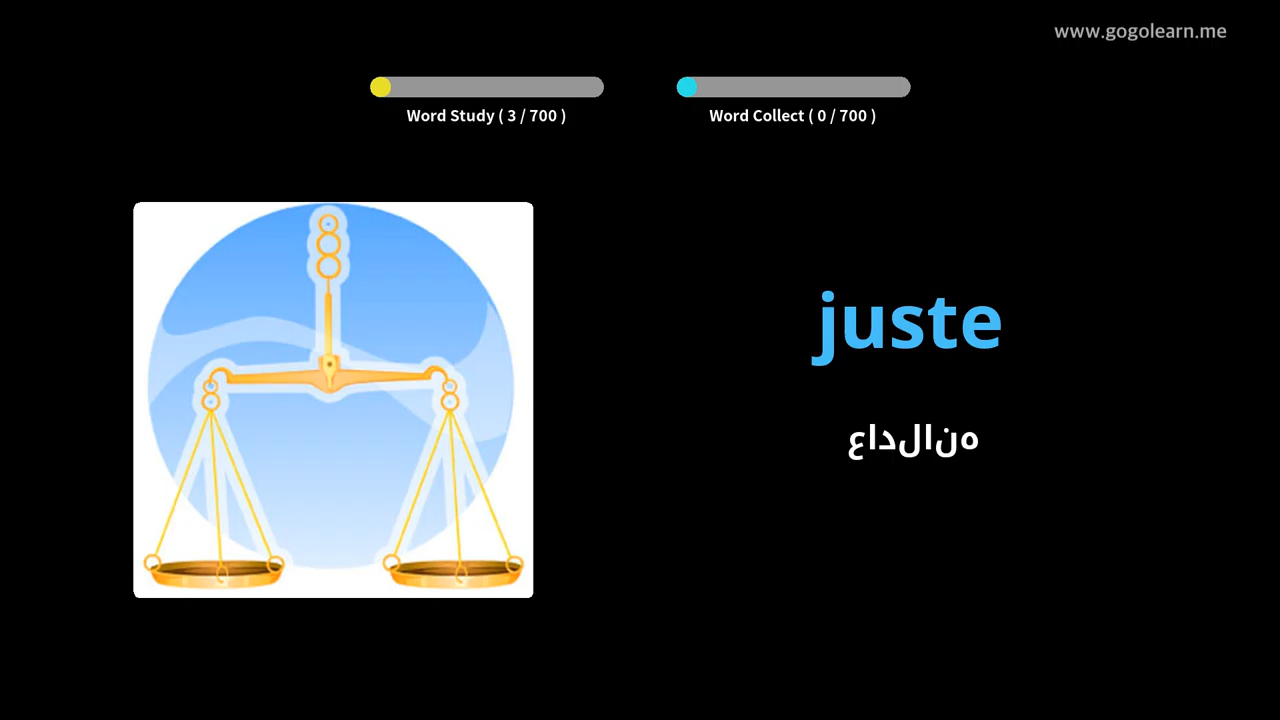 www.gogolearn.me
Word Study ( 3 / 700 )
Word Collect ( 0 / 700 )
juste
عادلانه